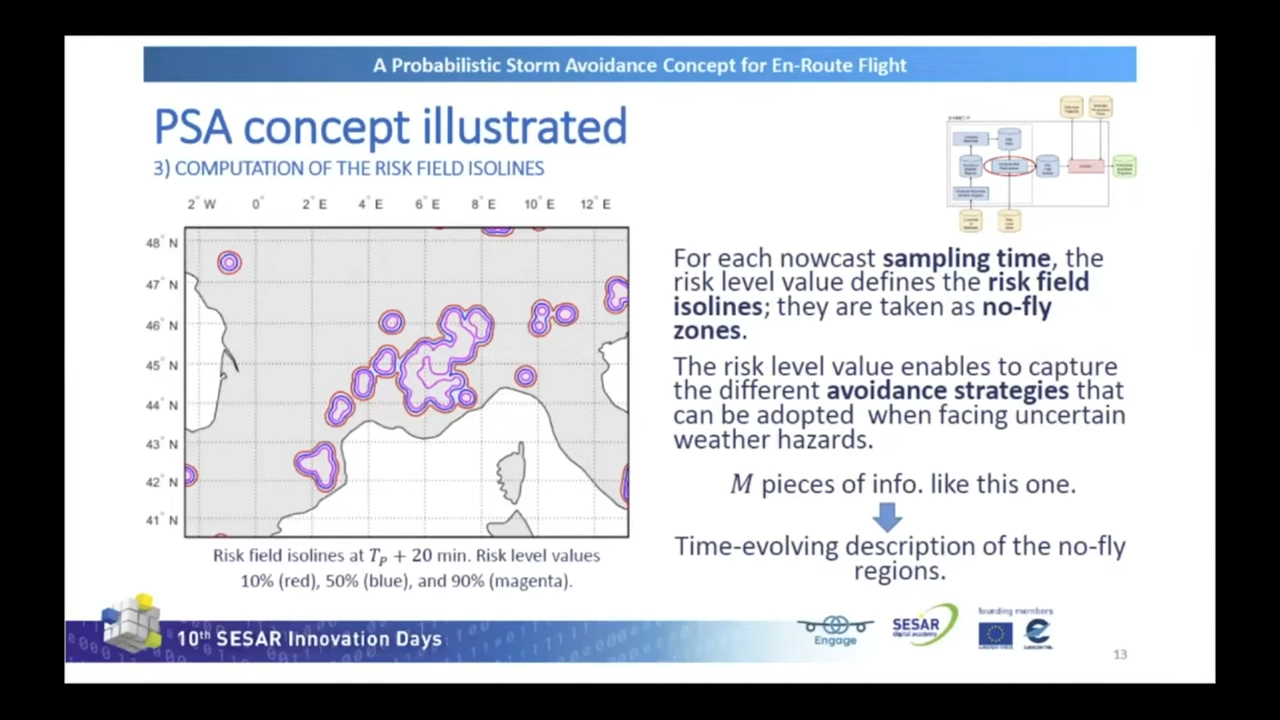 A Probabilistic Storm Avoidance Concept for En-Route Flight
PSA concept illustrated
3) COMPUTATION OF THE RISK FIELD ISOLINES
2° W 0° 2° E 4° E 6° E 8° E 10° E 12° E
48° N
47° N
46° N
45° N
44° N
43° N
42° N
41° N
Risk field isolines at T_P + 20 min. Risk level values
10% (red), 50% (blue), and 90% (magenta).
For each nowcast sampling time, the
risk level value defines the risk field
isolines; they are taken as no-fly
zones.
The risk level value enables to capture
the different avoidance strategies that
can be adopted when facing uncertain
weather hazards.
M pieces of info. like this one.
Time-evolving description of the no-fly
regions.
10th SESAR Innovation Days
Engage
SESAR
digital academy
founding members
13